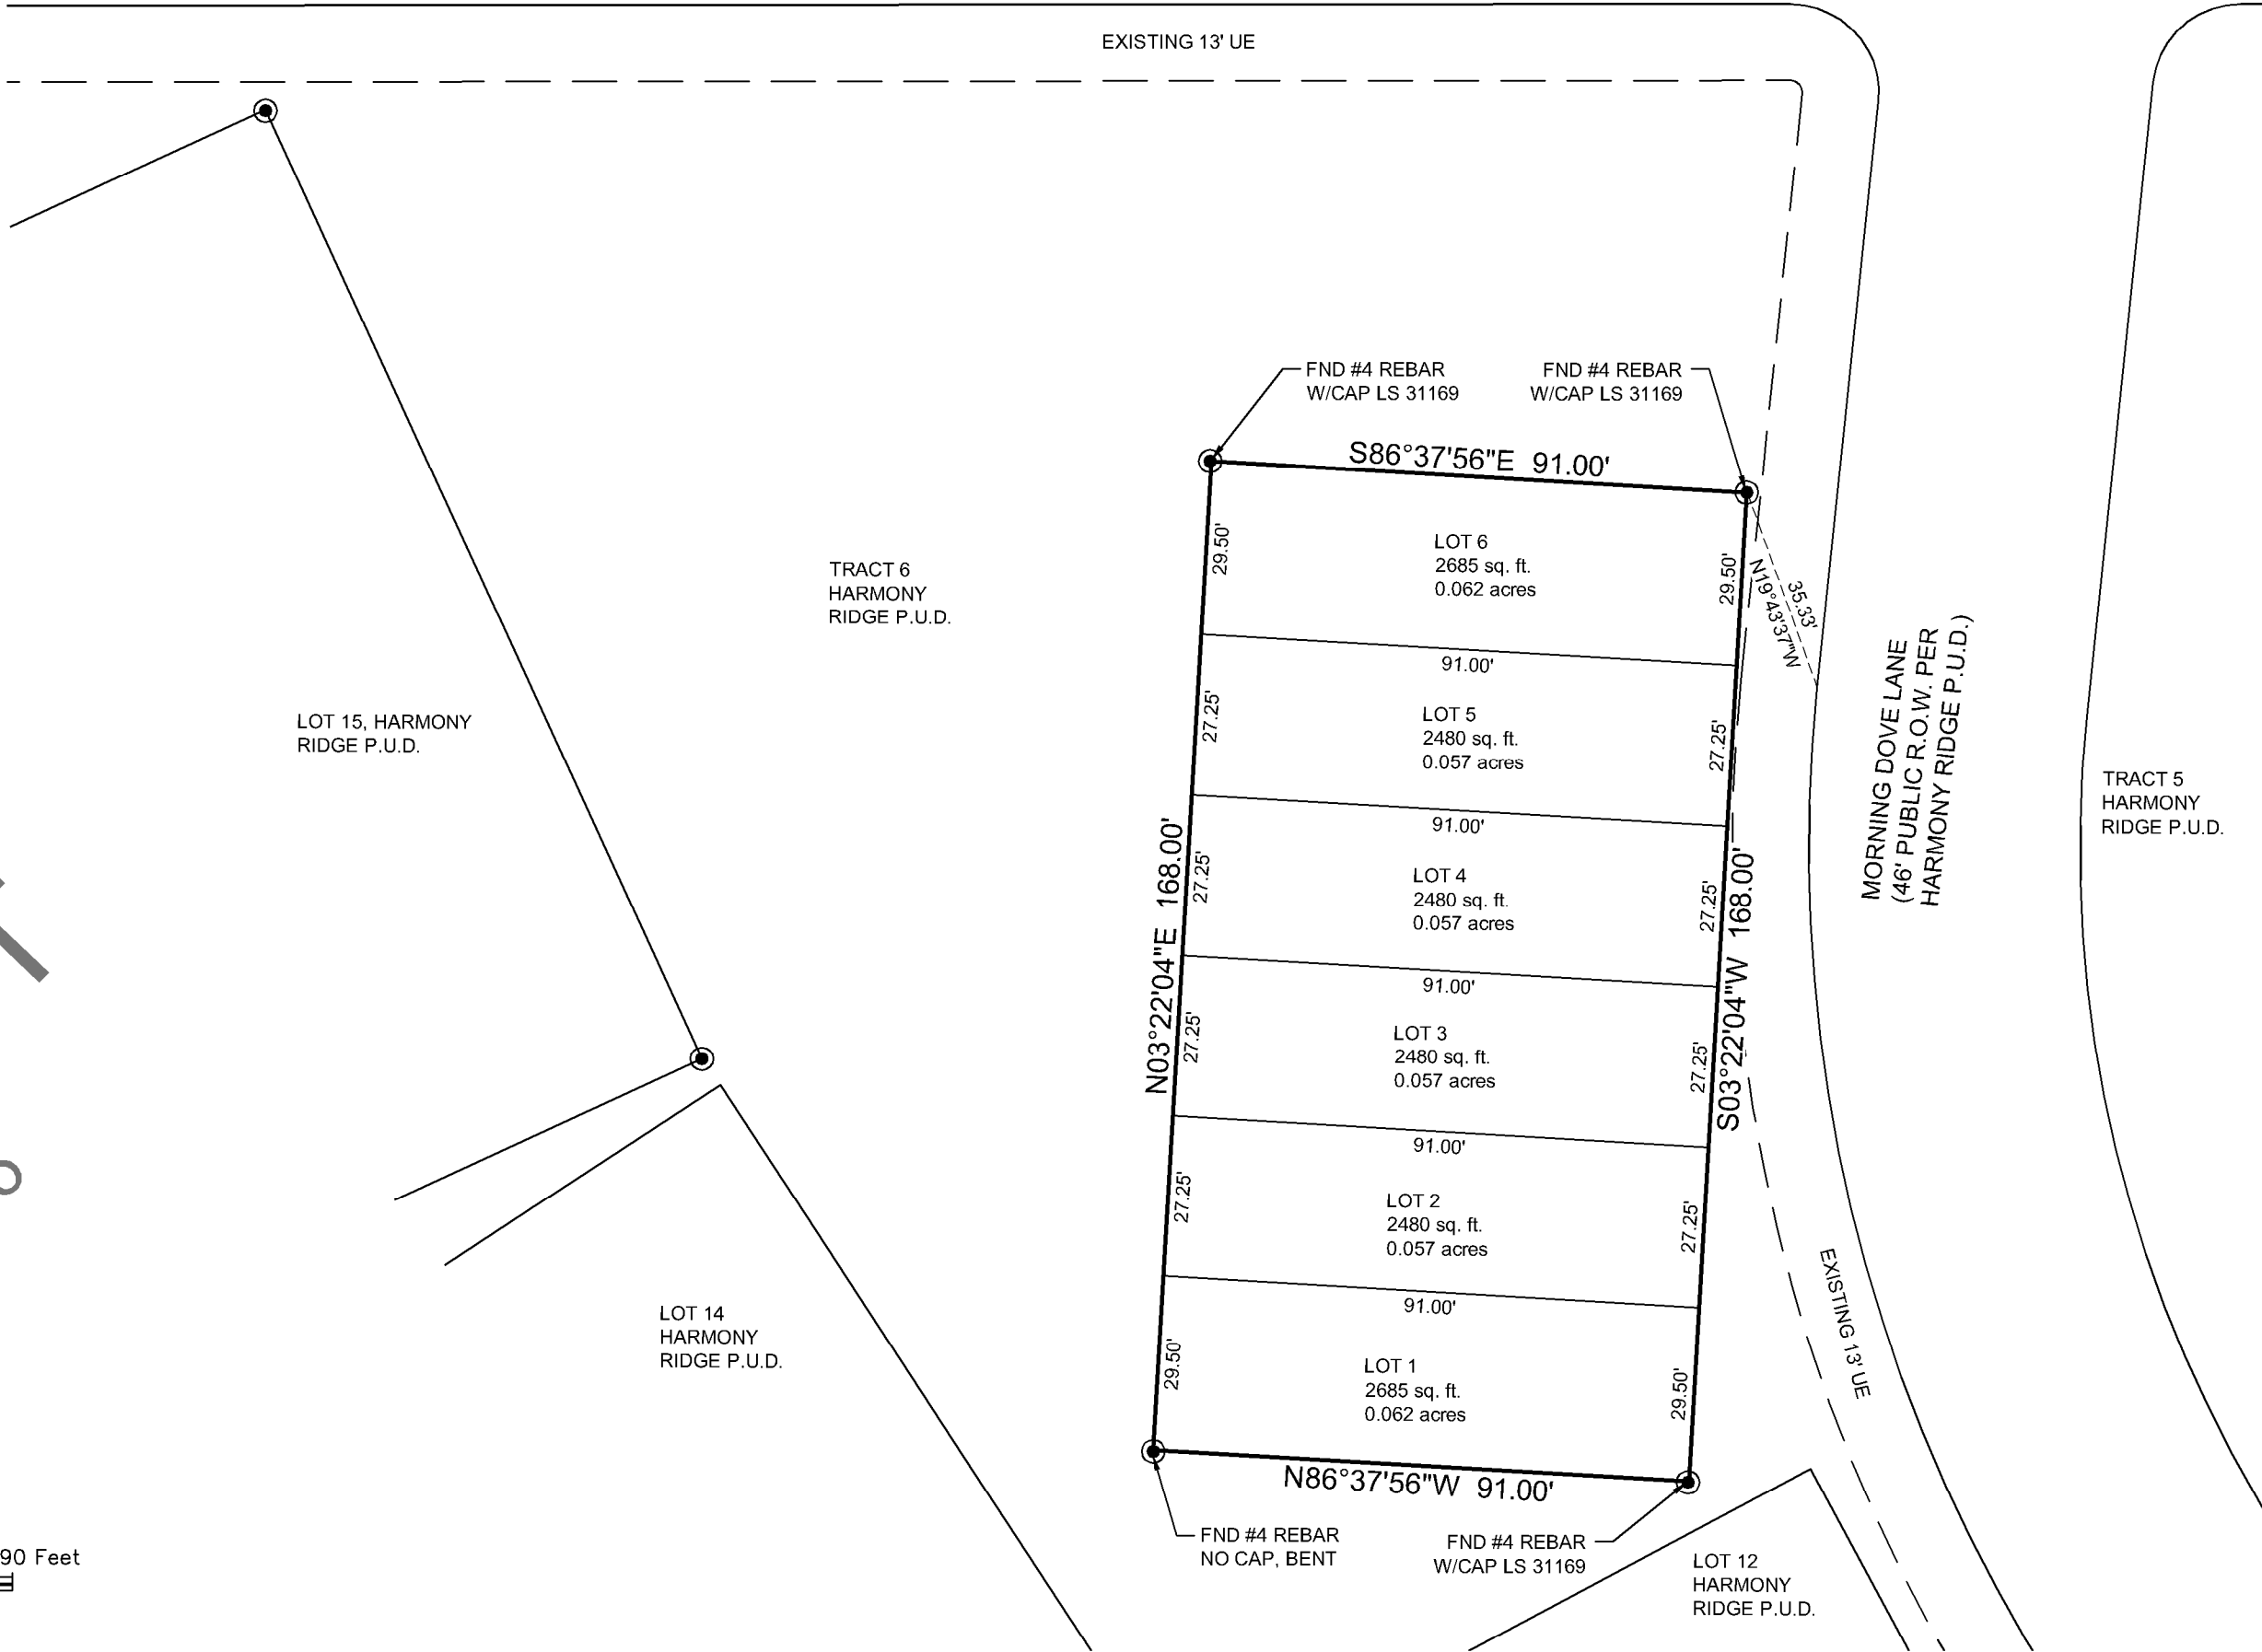 EXISTING 13' UE
FND #4 REBAR
W/CAP LS 31169
FND #4 REBAR
W/CAP LS 31169
S86°37'56"E 91.00'
29.50'
LOT 6
2685 sq. ft.
0.062 acres
29.50'
35.33'
N19°43'37"W
TRACT 6
HARMONY
RIDGE P.U.D.
91.00'
LOT 15, HARMONY
RIDGE P.U.D.
27.25'
LOT 5
2480 sq. ft.
0.057 acres
27.25'
MORNING DOVE LANE
(46' PUBLIC R.O.W. PER
HARMONY RIDGE P.U.D.)
TRACT 5
HARMONY
RIDGE P.U.D.
91.00'
N03°22'04"E 168.00'
27.25'
LOT 4
2480 sq. ft.
0.057 acres
27.25'
S03°22'04"W 168.00'
91.00'
27.25'
LOT 3
2480 sq. ft.
0.057 acres
27.25'
91.00'
27.25'
LOT 2
2480 sq. ft.
0.057 acres
27.25'
91.00'
EXISTING 13' UE
LOT 14
HARMONY
RIDGE P.U.D.
29.50'
LOT 1
2685 sq. ft.
0.062 acres
29.50'
N86°37'56"W 91.00'
FND #4 REBAR
NO CAP, BENT
FND #4 REBAR
W/CAP LS 31169
LOT 12
HARMONY
RIDGE P.U.D.
90 Feet